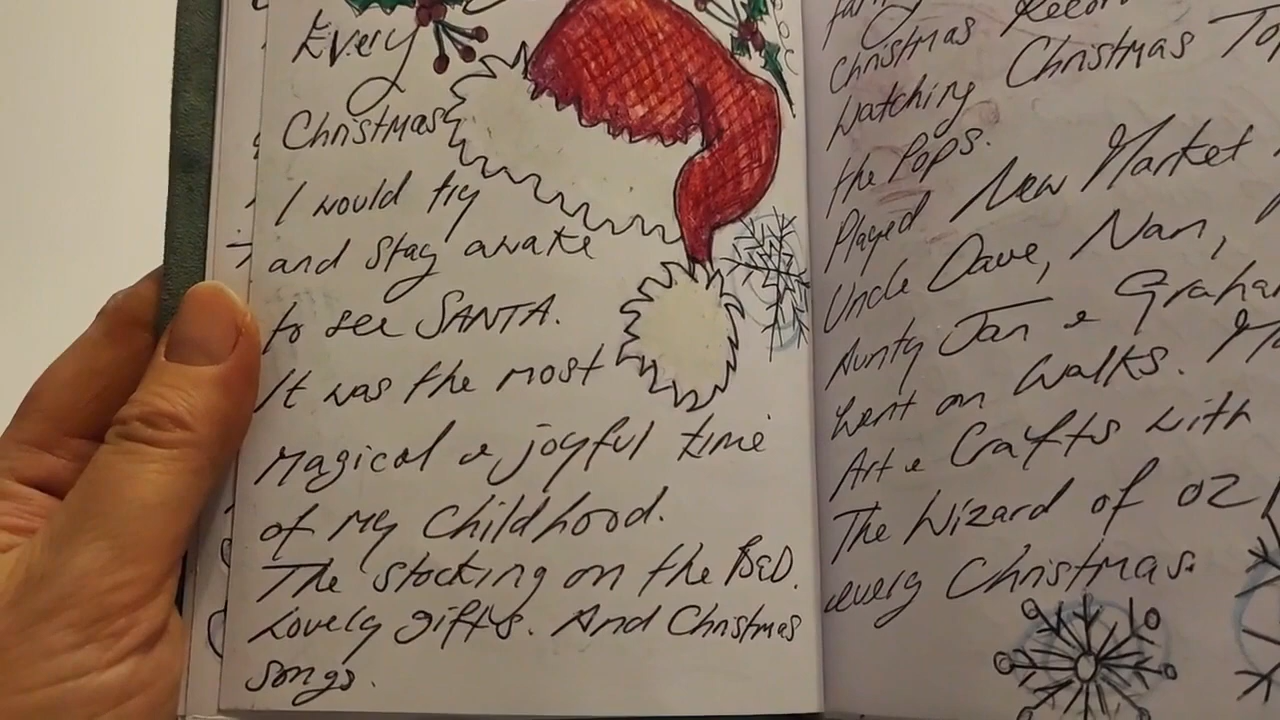 Every
Christmas
I would try
and stay awake
to see SANTA.
It was the most
Magical & joyful time
of my Childhood.
The stocking on the BED.
Lovely gifts. And Christmas
songs.
Christmas
Watching Christmas
the Pops.
Played New Market
Uncle Dave, Nan,
Aunty Jan &
went on Walks.
Art & Crafts with
The Wizard of OZ
every Christmas.